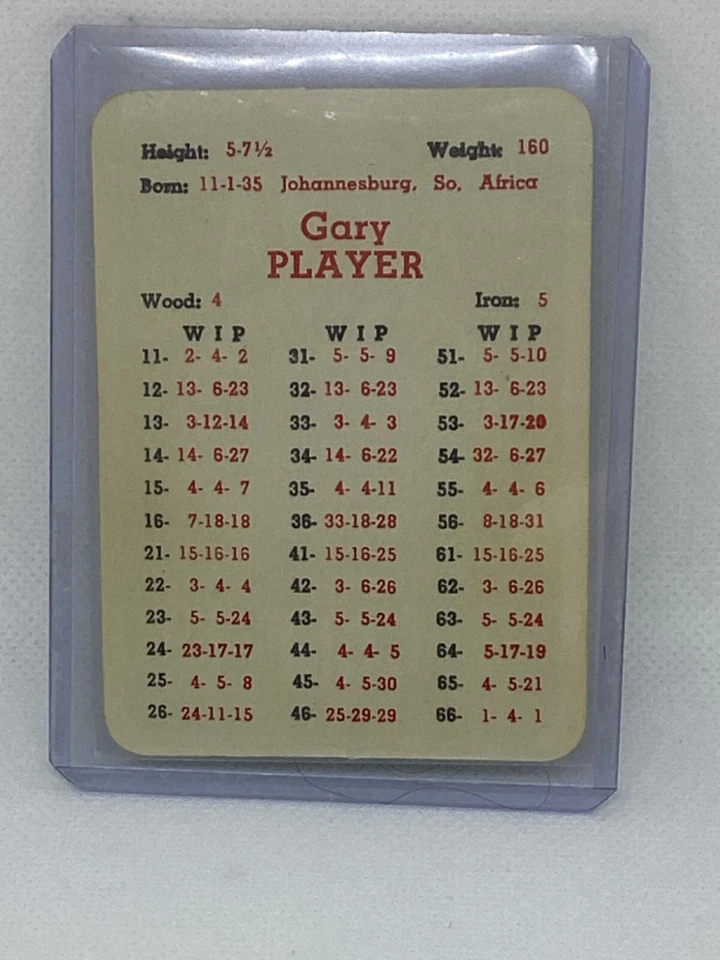 Height: 5-7½ Weight: 160
Born: 11-1-35 Johannesburg, So. Africa
Gary
PLAYER
Wood: 4 Iron: 5
W I P W I P W I P
11- 2- 4- 2 31- 5- 5- 9 51- 5- 5-10
12- 13- 6-23 32- 13- 6-23 52- 13- 6-23
13- 3-12-14 33- 3- 4- 3 53- 3-17-20
14- 14- 6-27 34- 14- 6-22 54- 32- 6-27
15- 4- 4- 7 35- 4- 4-11 55- 4- 4- 6
16- 7-18-18 36- 33-18-28 56- 8-18-31
21- 15-16-16 41- 15-16-25 61- 15-16-25
22- 3- 4- 4 42- 3- 6-26 62- 3- 6-26
23- 5- 5-24 43- 5- 5-24 63- 5- 5-24
24- 23-17-17 44- 4- 4- 5 64- 5-17-19
25- 4- 5- 8 45- 4- 5-30 65- 4- 5-21
26- 24-11-15 46- 25-29-29 66- 1- 4- 1